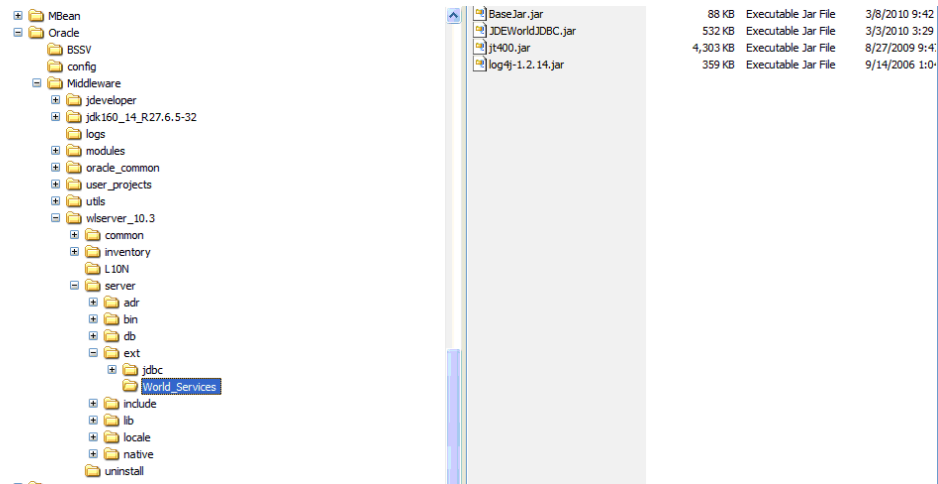 MBean
Oracle
BSSV
config
Middleware
jdeveloper
jdk160_14_R27.6.5-32
logs
modules
oracle_common
user_projects
utils
wlserver_10.3
common
inventory
L10N
server
adr
bin
db
ext
jdbc
World_Services
include
lib
locale
native
uninstall
BaseJar.jar 88 KB Executable Jar File 3/8/2010 9:42
JDEWorldJDBC.jar 532 KB Executable Jar File 3/3/2010 3:29
jt400.jar 4,303 KB Executable Jar File 8/27/2009 9:4
log4j-1.2.14.jar 359 KB Executable Jar File 9/14/2006 1:0